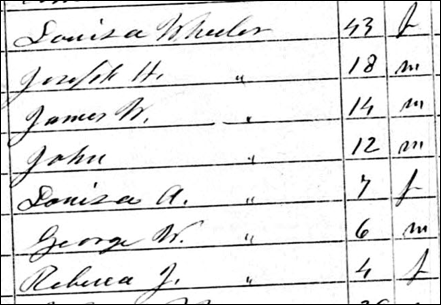 Louisa Wheeler 43 f
Joseph H. " 18 m
James W. " 14 m
John " 12 m
Louisa A. " 7 f
George W. " 6 m
Rebecca J. " 4 f